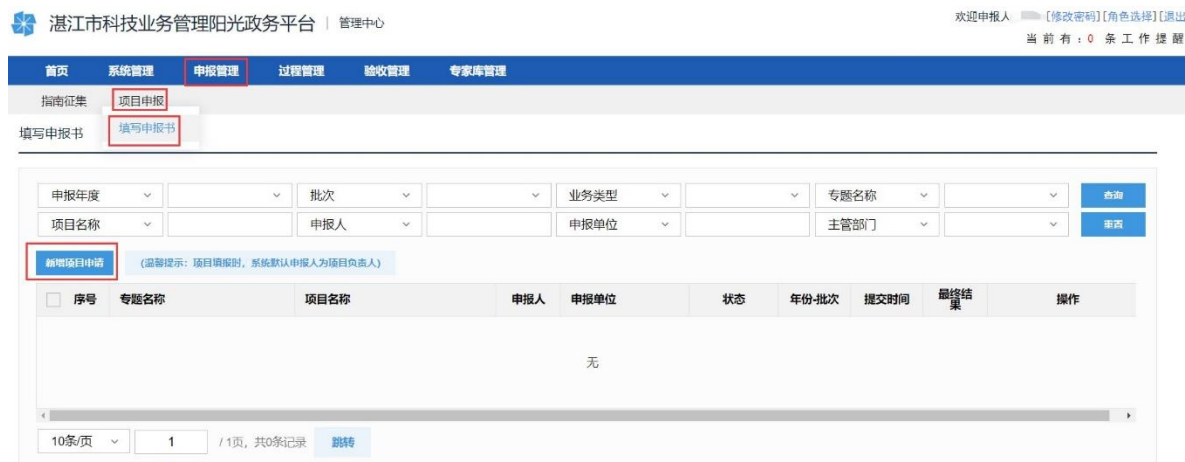 湛江市科技业务管理阳光政务平台 | 管理中心
欢迎申报人 [修改密码][角色选择][退出
当前有：0 条工作提醒
首页 系统管理 申报管理 过程管理 验收管理 专家库管理
指南征集 项目申报
填写申报书 填写申报书
申报年度 批次 业务类型 专题名称 查询
项目名称 申报人 申报单位 主管部门 重置
新增项目申请 (温馨提示：项目填报时，系统默认申报人为项目负责人)
序号 专题名称 项目名称 申报人 申报单位 状态 年份-批次 提交时间 最终结果 操作
无
10条/页 1 / 1页，共0条记录 跳转